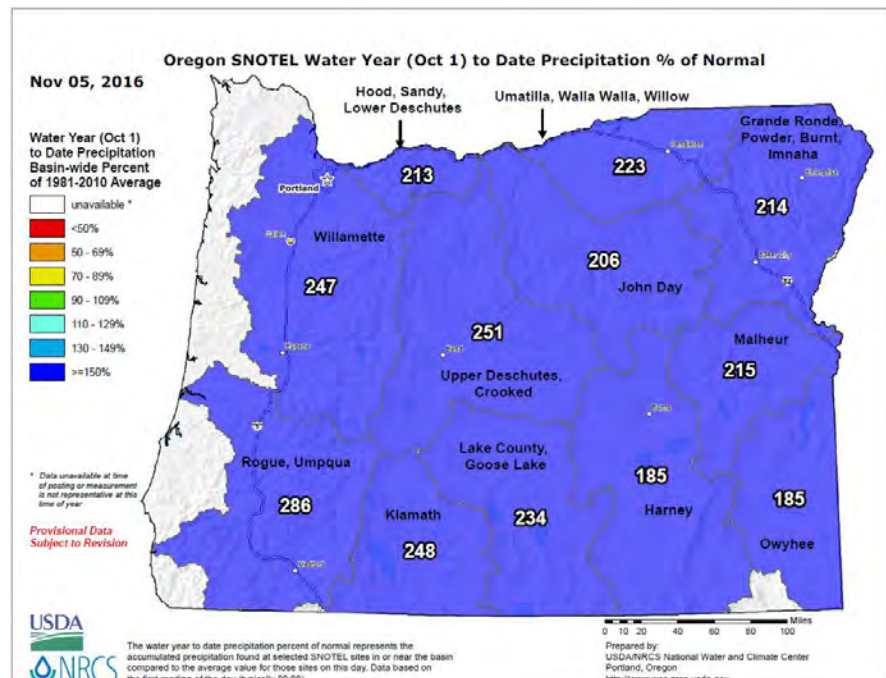 Oregon SNOTEL Water Year (Oct 1) to Date Precipitation % of Normal
Nov 05, 2016
Hood, Sandy,
Lower Deschutes
Umatilla, Walla Walla, Willow
Grande Ronde,
Powder, Burnt,
Imnaha
Water Year (Oct 1)
to Date Precipitation
Basin-wide Percent
of 1981-2010 Average
unavailable *
<50%
50 - 69%
70 - 89%
90 - 109%
110 - 129%
130 - 149%
>=150%
Portland
213
223
214
Willamette
247
206
John Day
251
Upper Deschutes,
Crooked
Malheur
215
Lake County,
Goose Lake
Rogue, Umpqua
286
Klamath
248
234
185
Harney
185
Owyhee
* Data unavailable at time
of posting or measurement
is not representative at this
time of year
Provisional Data
Subject to Revision
USDA
NRCS
The water year to date precipitation percent of normal represents the
accumulated precipitation found at selected SNOTEL sites in or near the basin
compared to the average value for those sites on this day. Data based on
Miles
0 10 20 40 60 80 100
Prepared by:
USDA/NRCS National Water and Climate Center
Portland, Oregon